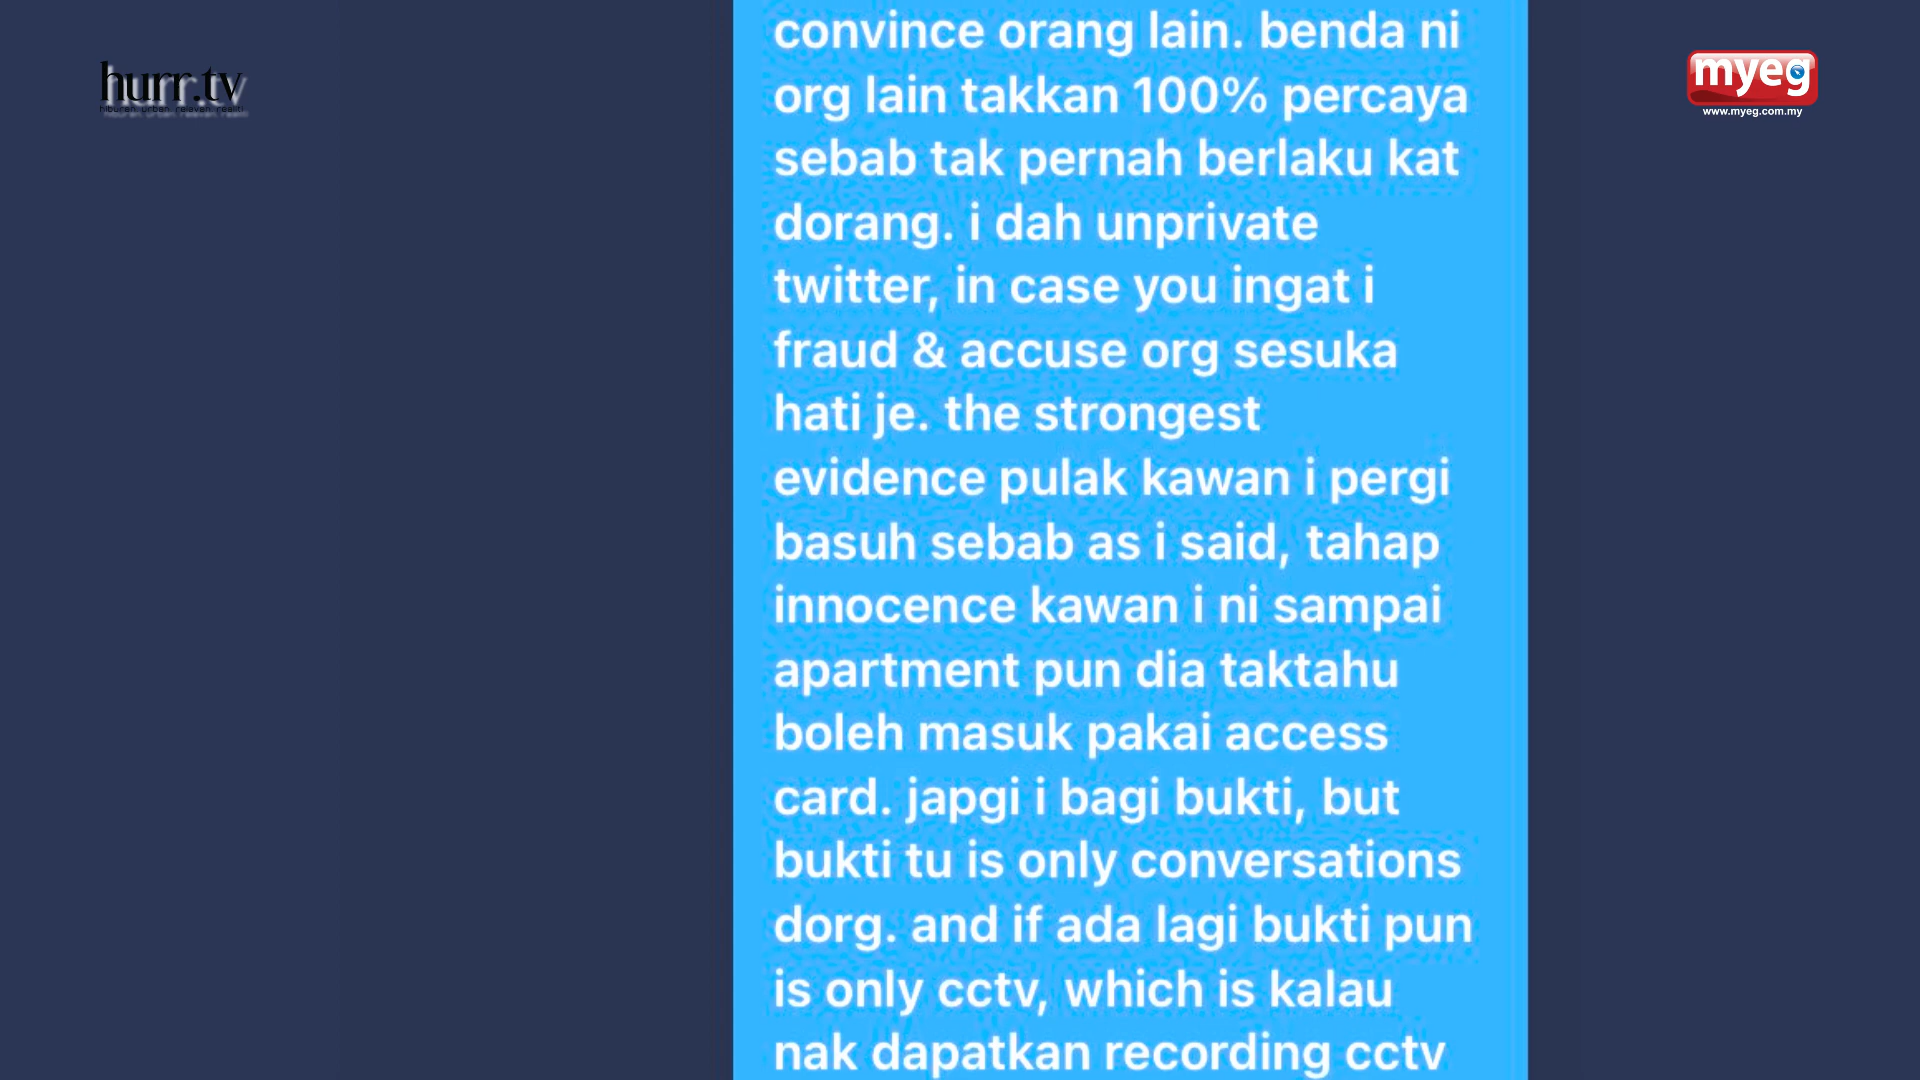 hurr.tv
hiburan. urban. relevan. realiti
myeg
www.myeg.com.my
convince orang lain. benda ni
org lain takkan 100% percaya
sebab tak pernah berlaku kat
dorang. i dah unprivate
twitter, in case you ingat i
fraud & accuse org sesuka
hati je. the strongest
evidence pulak kawan i pergi
basuh sebab as i said, tahap
innocence kawan i ni sampai
apartment pun dia taktahu
boleh masuk pakai access
card. japgi i bagi bukti, but
bukti tu is only conversations
dorg. and if ada lagi bukti pun
is only cctv, which is kalau
nak dapatkan recording cctv